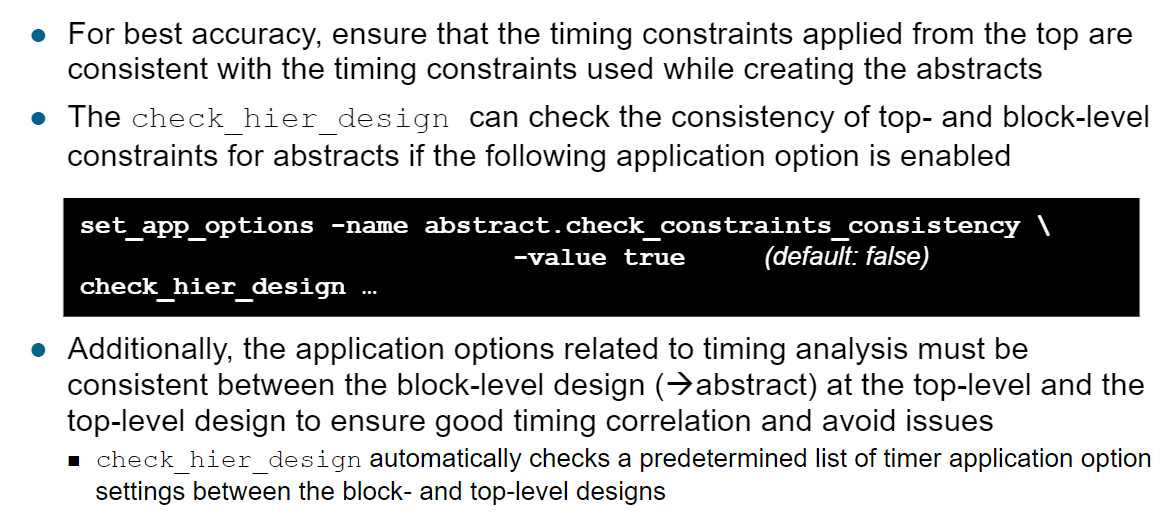 ● For best accuracy, ensure that the timing constraints applied from the top are
consistent with the timing constraints used while creating the abstracts
● The check_hier_design can check the consistency of top- and block-level
constraints for abstracts if the following application option is enabled
set_app_options -name abstract.check_constraints_consistency \
-value true (default: false)
check_hier_design …
● Additionally, the application options related to timing analysis must be
consistent between the block-level design (→abstract) at the top-level and the
top-level design to ensure good timing correlation and avoid issues
■ check_hier_design automatically checks a predetermined list of timer application option
settings between the block- and top-level designs